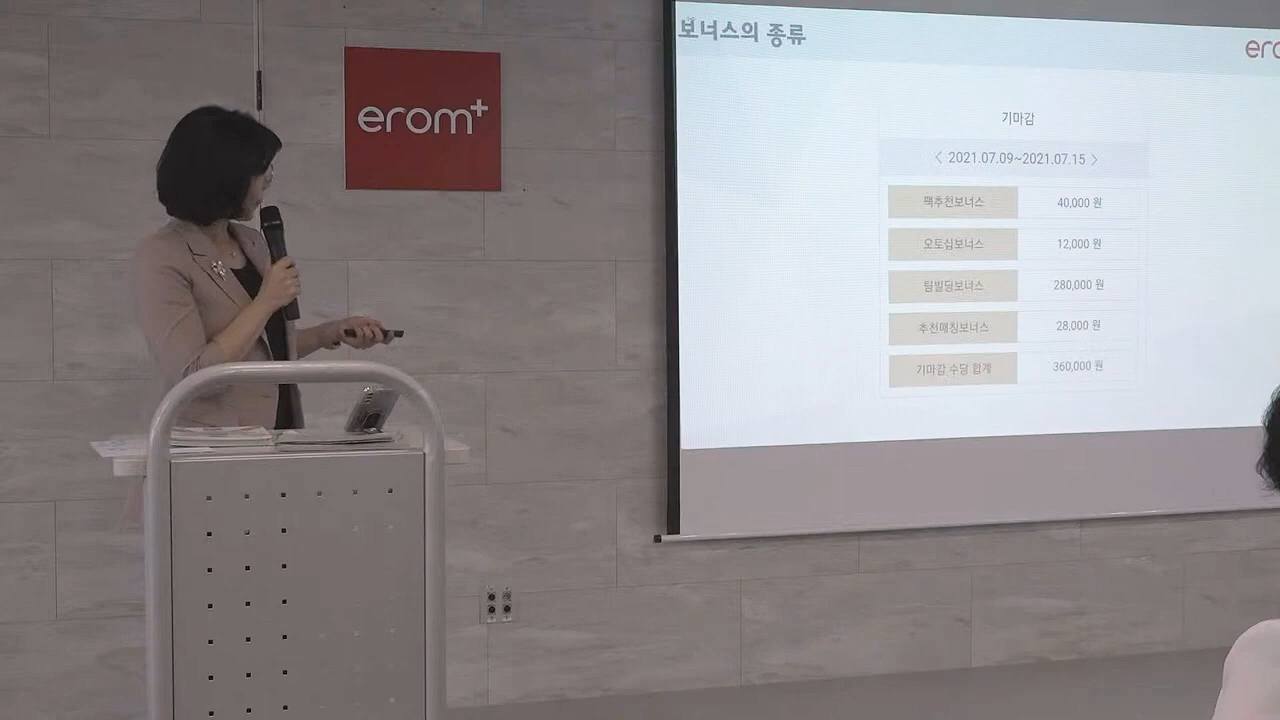 erom+
보너스의 종류
기마감
< 2021.07.09~2021.07.15 >
팩추천보너스 40,000 원
오토십보너스 12,000 원
팀빌딩보너스 280,000 원
추천매칭보너스 28,000 원
기마감 수당 합계 360,000 원